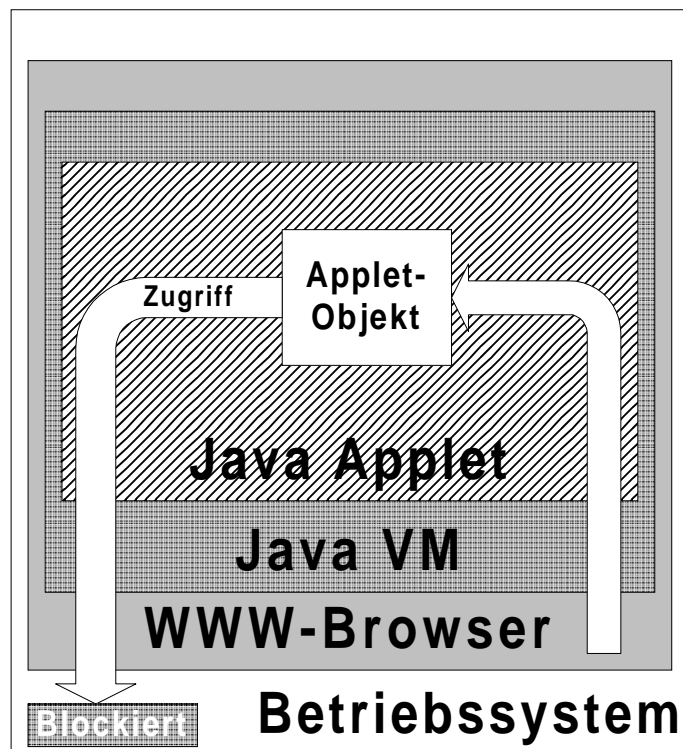 Applet-
Objekt
Zugriff
Java Applet
Java VM
WWW-Browser
Betriebssystem
Blockiert